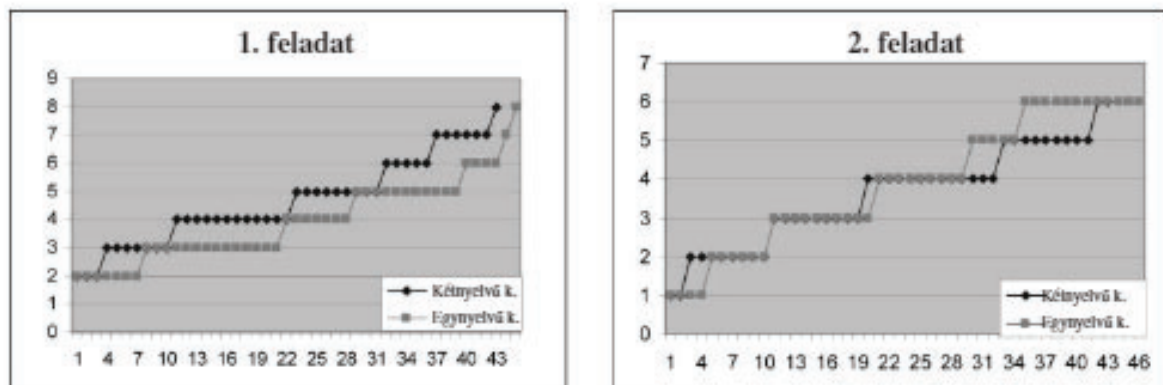 1. feladat
9
8
7
6
5
4
3
2
1
0
1 4 7 10 13 16 19 22 25 28 31 34 37 40 43
Kétnyelvű k.
Egynyelvű k.
2. feladat
7
6
5
4
3
2
1
0
1 4 7 10 13 16 19 22 25 28 31 34 37 40 43 46
Kétnyelvű k.
Egynyelvű k.